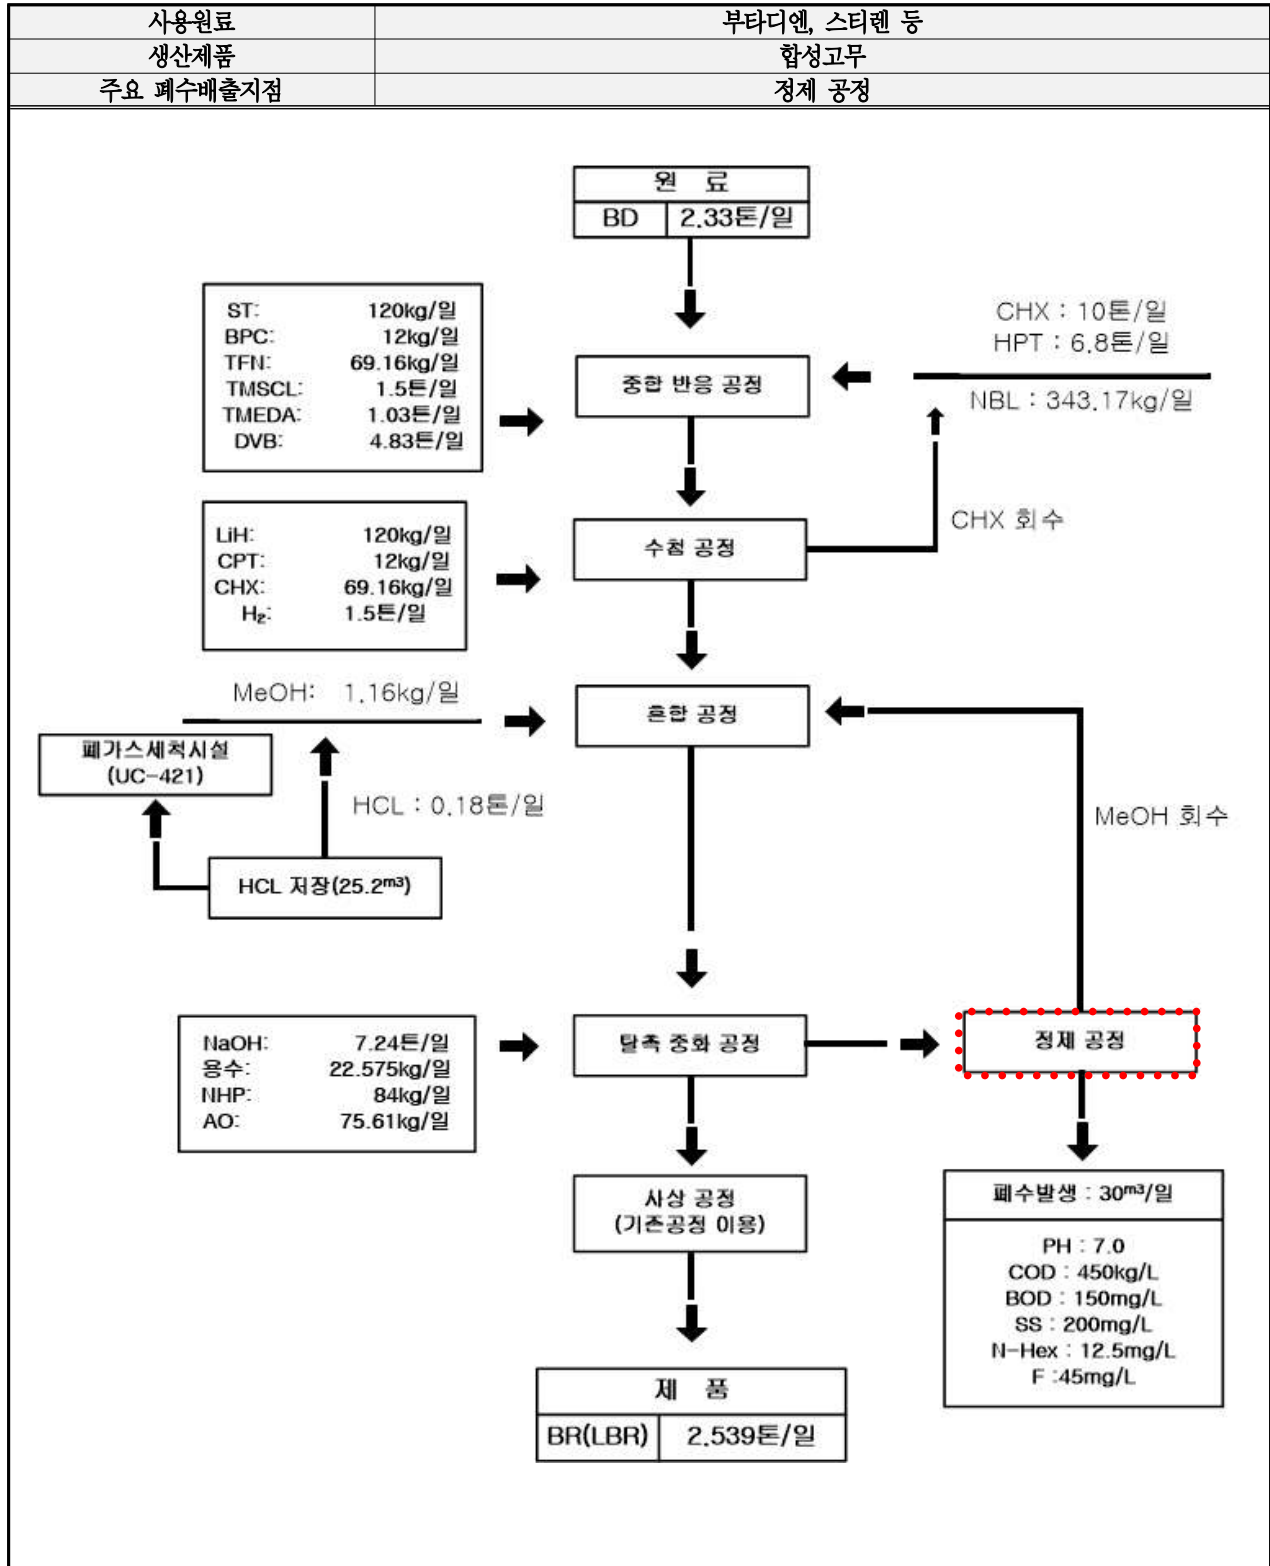 사용원료 부타디엔, 스티렌 등
생산제품 합성고무
주요 폐수배출지점 정제 공정
원 료
BD 2.33톤/일
ST: 120kg/일
BPC: 12kg/일
TFN: 69.16kg/일
TMSCL: 1.5톤/일
TMEDA: 1.03톤/일
DVB: 4.83톤/일
중합 반응 공정
CHX : 10톤/일
HPT : 6.8톤/일
NBL : 343.17kg/일
LiH: 120kg/일
CPT: 12kg/일
CHX: 69.16kg/일
H₂: 1.5톤/일
수첨 공정
CHX 회수
MeOH: 1.16kg/일
혼합 공정
폐가스세척시설
(UC-421)
HCL : 0.18톤/일
MeOH 회수
HCL 저장(25.2m3)
NaOH: 7.24톤/일
용수: 22.575kg/일
NHP: 84kg/일
AO: 75.61kg/일
탈촉 중화 공정
정제 공정
사상 공정
(기존공정 이용)
폐수발생 : 30m3/일
PH : 7.0
COD : 450kg/L
BOD : 150mg/L
SS : 200mg/L
N-Hex : 12.5mg/L
F :45mg/L
제 품
BR(LBR) 2.539톤/일